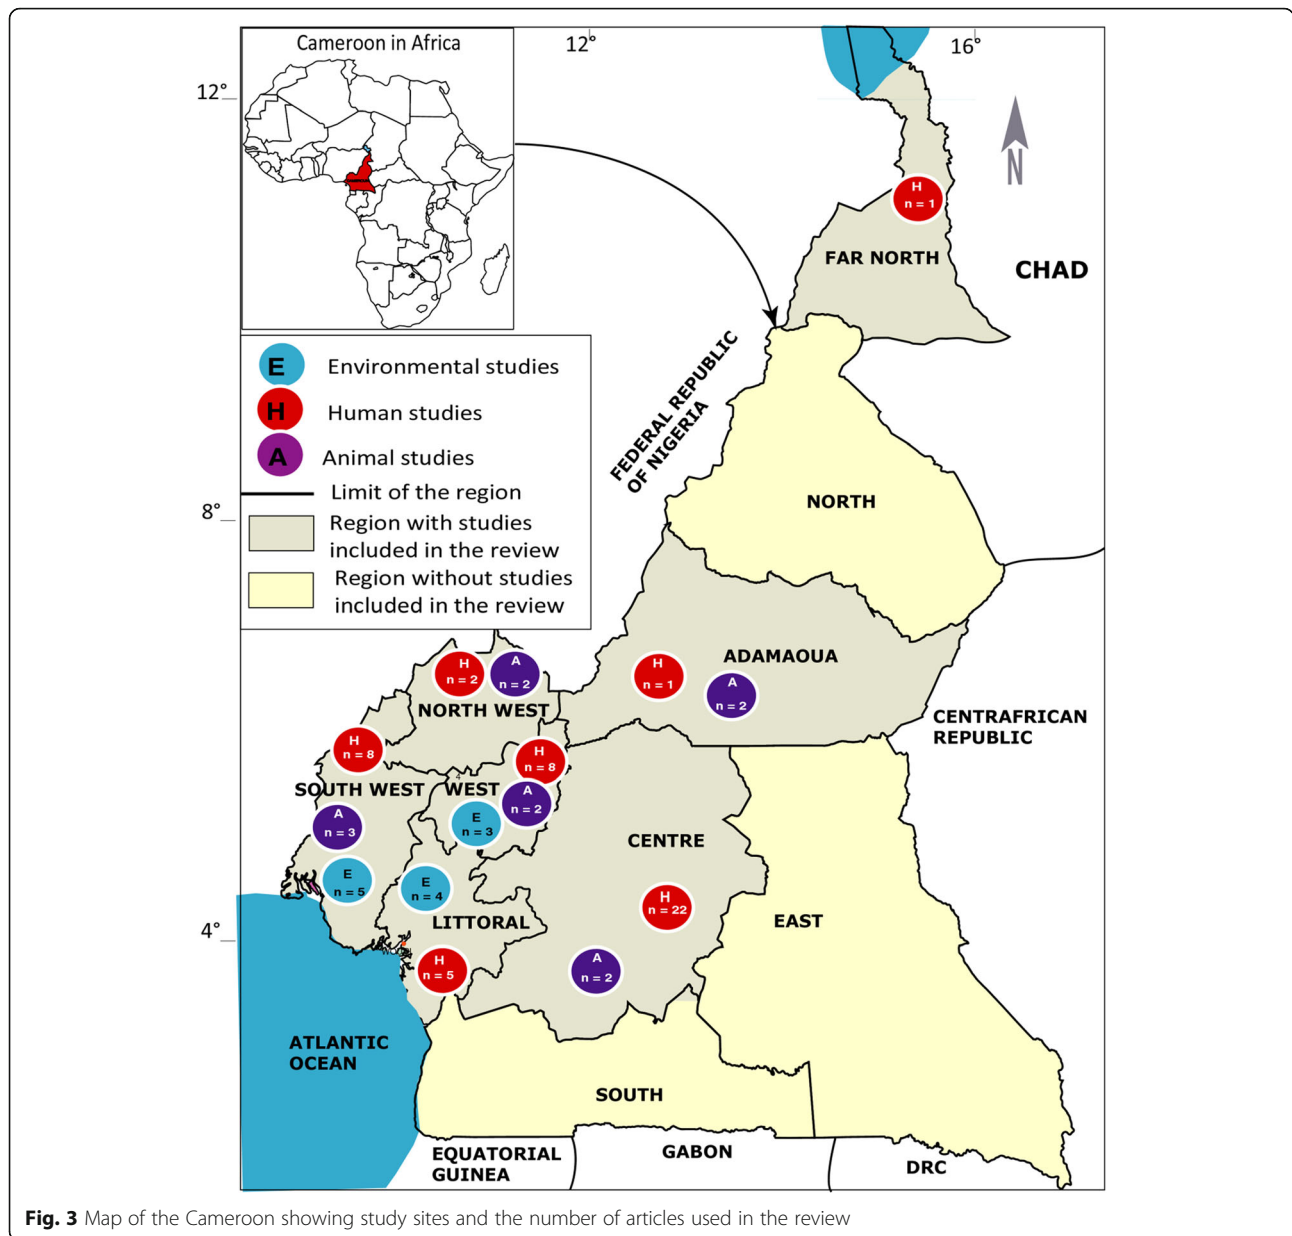 Cameroon in Africa
12°
16°
12°
N
H
n = 1
FAR NORTH
CHAD
E Environmental studies
H Human studies
A Animal studies
Limit of the region
Region with studies
included in the review
Region without studies
included in the review
FEDERAL REPUBLIC
OF NIGERIA
8°
NORTH
ADAMAOUA
H
n = 1
A
n = 2
H
n = 2
A
n = 2
NORTH WEST
CENTRAFRICAN
REPUBLIC
H
n = 8
H
n = 8
4
SOUTH WEST
WEST
A
n = 2
A
n = 3
E
n = 3
CENTRE
E
n = 5
E
n = 4
H
n = 22
LITTORAL
EAST
4°
H
n = 5
A
n = 2
ATLANTIC
OCEAN
SOUTH
EQUATORIAL
GUINEA
GABON
DRC
Fig. 3 Map of the Cameroon showing study sites and the number of articles used in the review